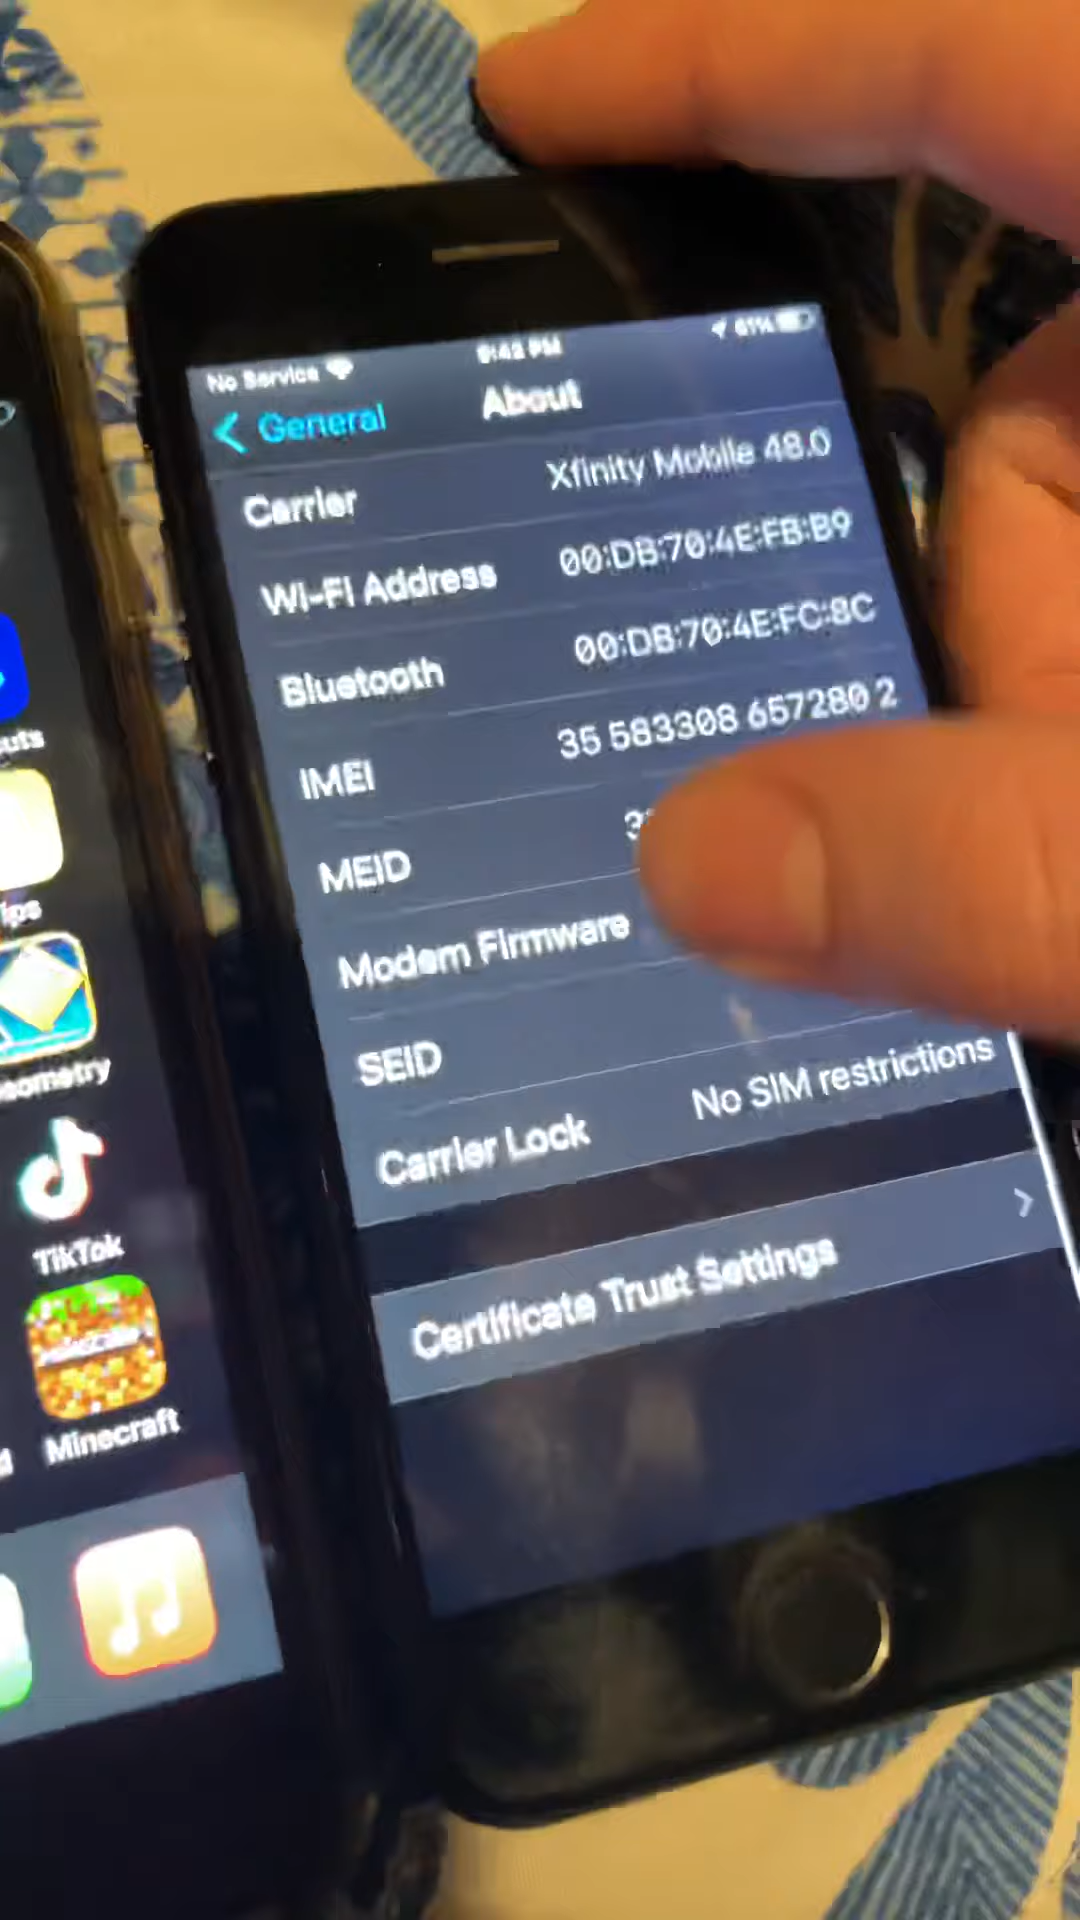 No Service
9:42 PM
61%
General
About
Carrier
Xfinity Mobile 48.0
Wi-Fi Address
00:DB:70:4E:FB:B9
Bluetooth
00:DB:70:4E:FC:8C
IMEI
35 583308 657280 2
MEID
Modem Firmware
SEID
Carrier Lock
No SIM restrictions
Certificate Trust Settings
TikTok
Minecraft